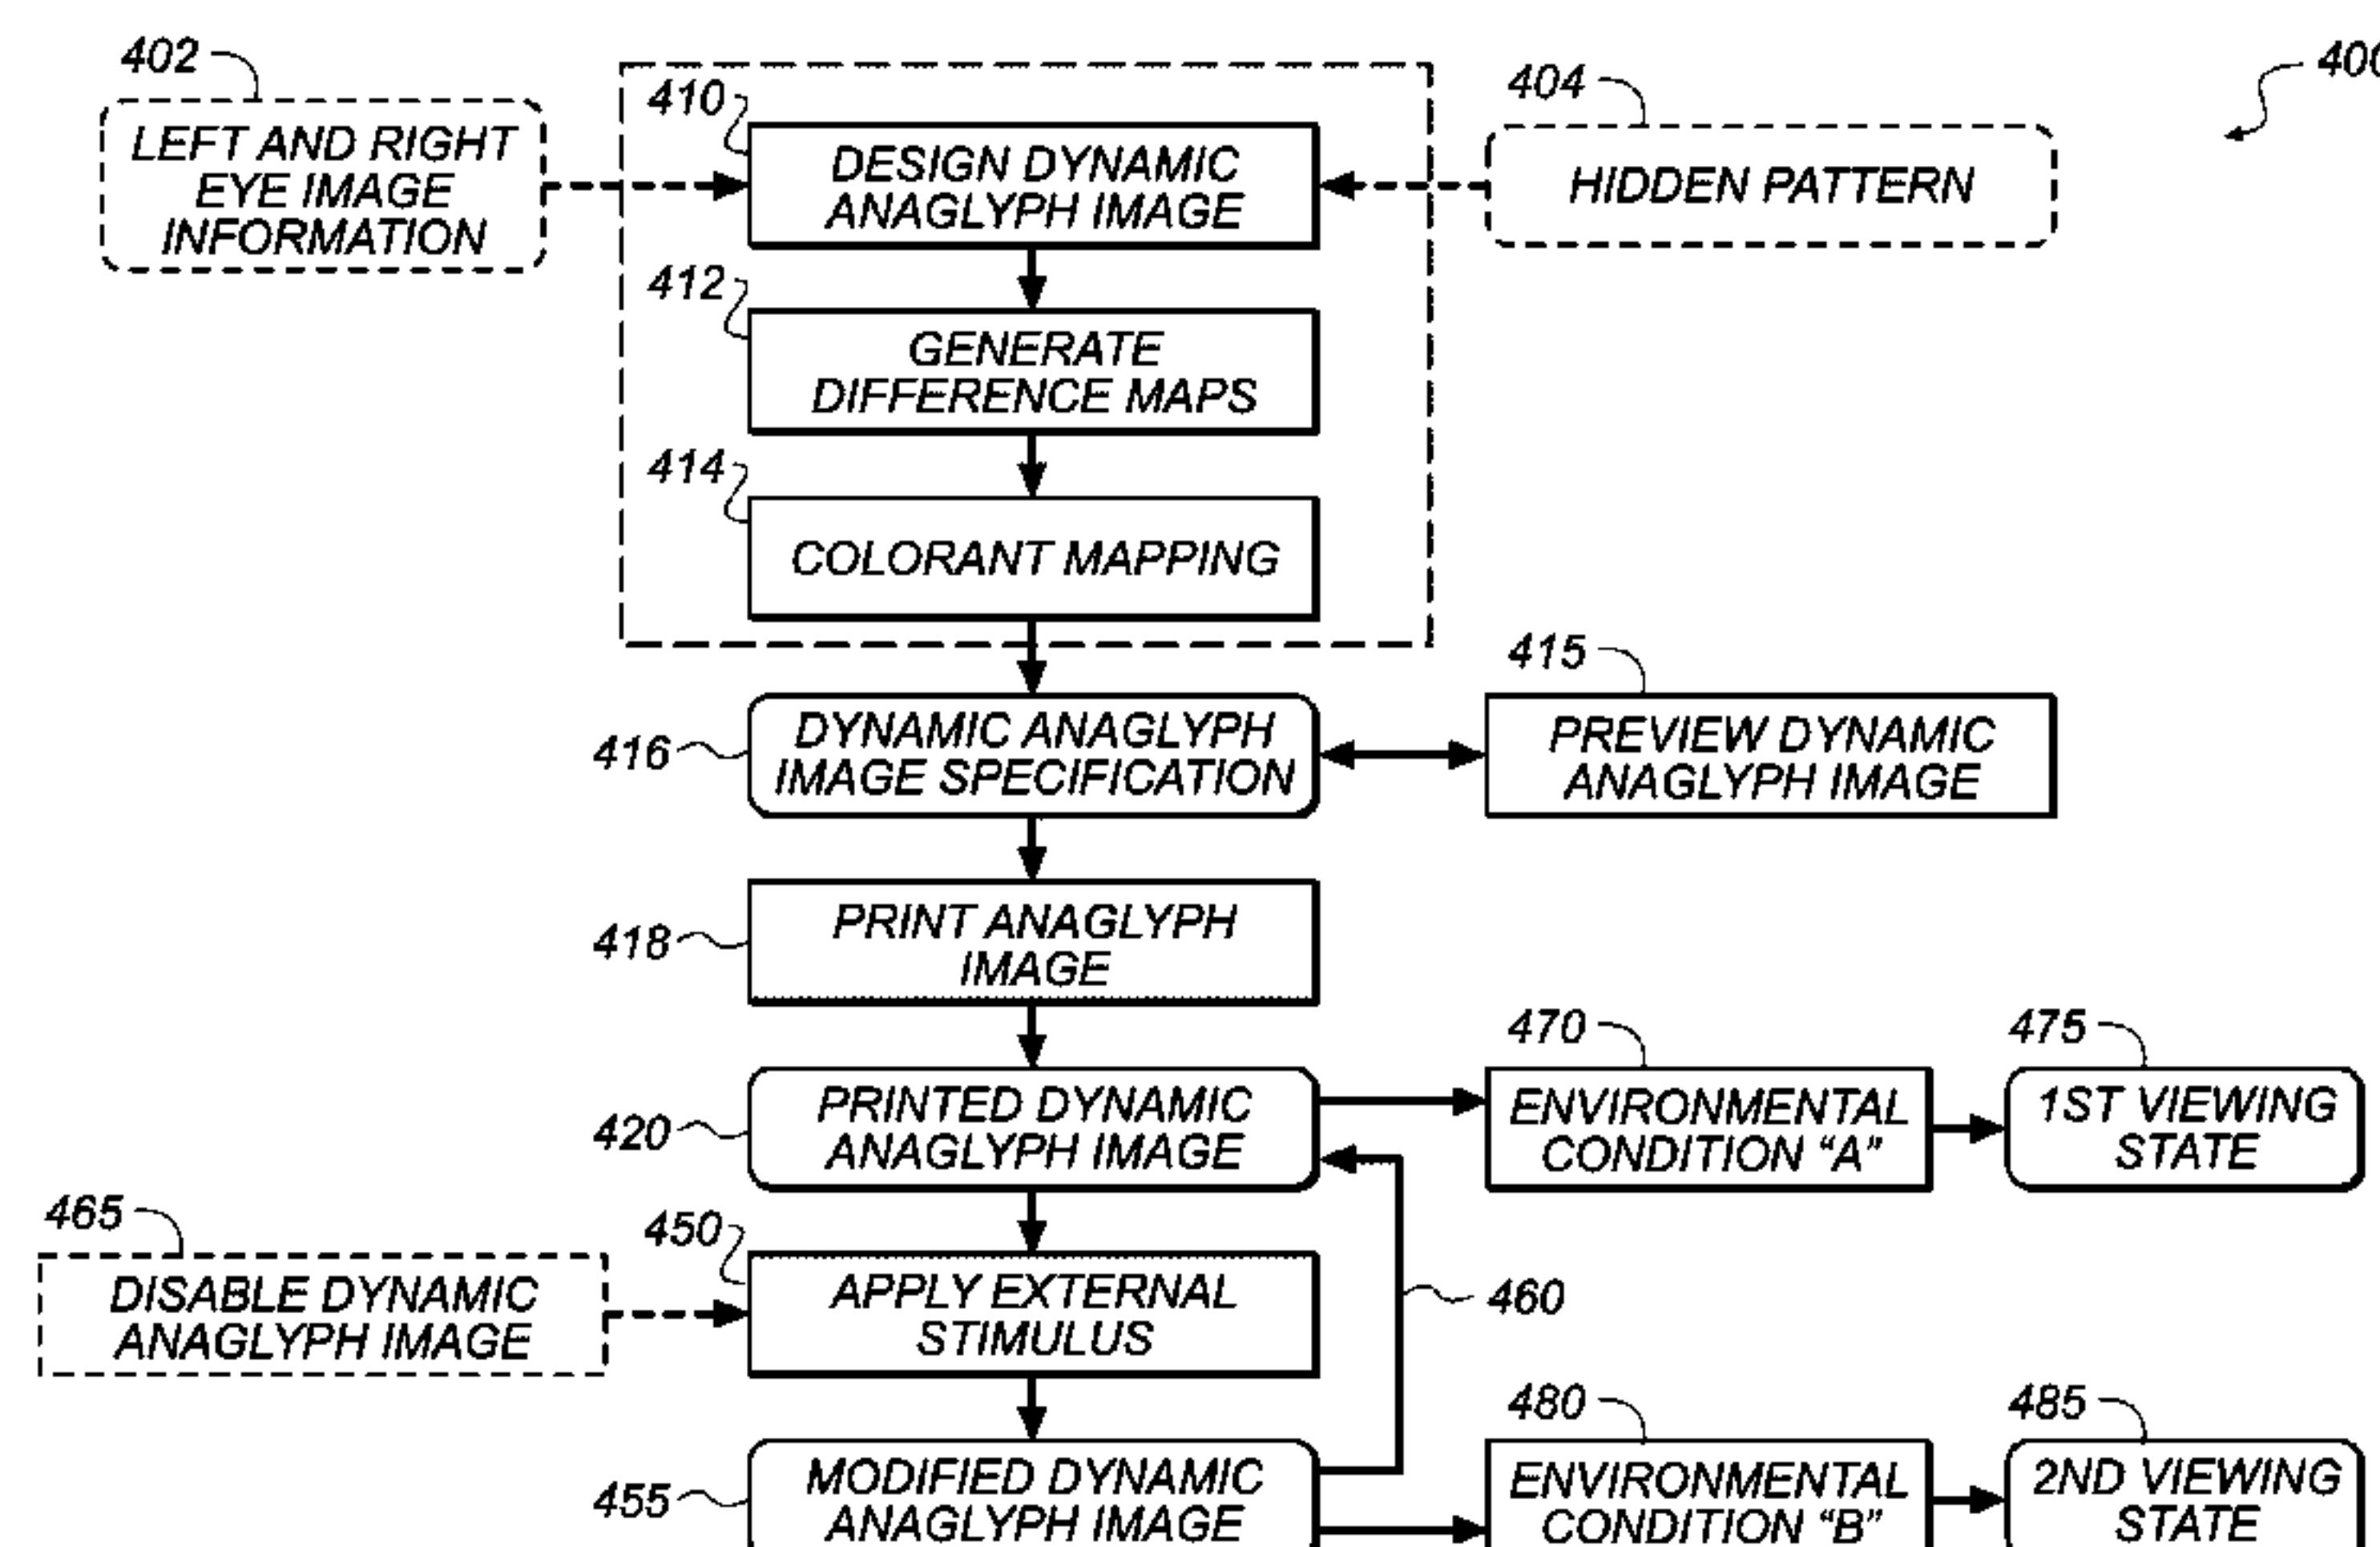 402
LEFT AND RIGHT
EYE IMAGE
INFORMATION
410
DESIGN DYNAMIC
ANAGLYPH IMAGE
404
HIDDEN PATTERN
400
412
GENERATE
DIFFERENCE MAPS
414
COLORANT MAPPING
416
DYNAMIC ANAGLYPH
IMAGE SPECIFICATION
415
PREVIEW DYNAMIC
ANAGLYPH IMAGE
418
PRINT ANAGLYPH
IMAGE
420
PRINTED DYNAMIC
ANAGLYPH IMAGE
470
ENVIRONMENTAL
CONDITION “A”
475
1ST VIEWING
STATE
465
DISABLE DYNAMIC
ANAGLYPH IMAGE
450
APPLY EXTERNAL
STIMULUS
460
455
MODIFIED DYNAMIC
ANAGLYPH IMAGE
480
ENVIRONMENTAL
CONDITION “B”
485
2ND VIEWING
STATE